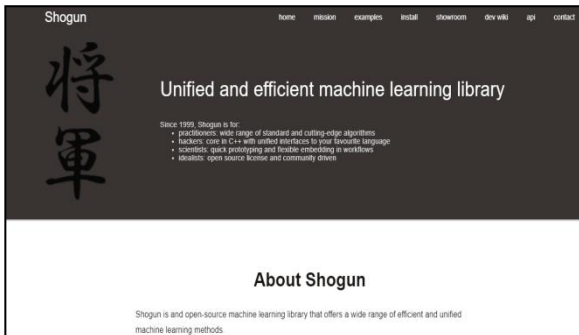 Shogun
home mission examples install showroom dev wiki api contact
将
軍
Unified and efficient machine learning library
Since 1999, Shogun is for:
• practitioners: wide range of standard and cutting-edge algorithms
• hackers: core in C++ with unified interfaces to your favourite language
• scientists: quick prototyping and flexible embedding in workflows
• idealists: open source license and community driven
About Shogun
Shogun is and open-source machine learning library that offers a wide range of efficient and unified
machine learning methods